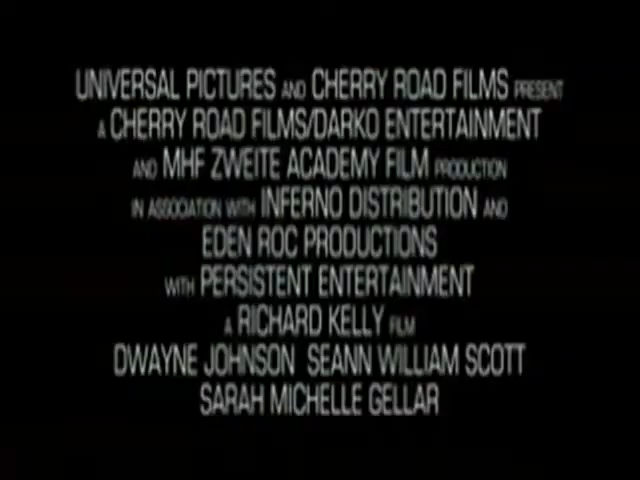 UNIVERSAL PICTURES AND CHERRY ROAD FILMS PRESENT
A CHERRY ROAD FILMS/DARKO ENTERTAINMENT
AND MHF ZWEITE ACADEMY FILM PRODUCTION
IN ASSOCIATION WITH INFERNO DISTRIBUTION AND
EDEN ROC PRODUCTIONS
WITH PERSISTENT ENTERTAINMENT
A RICHARD KELLY FILM
DWAYNE JOHNSON SEANN WILLIAM SCOTT
SARAH MICHELLE GELLAR